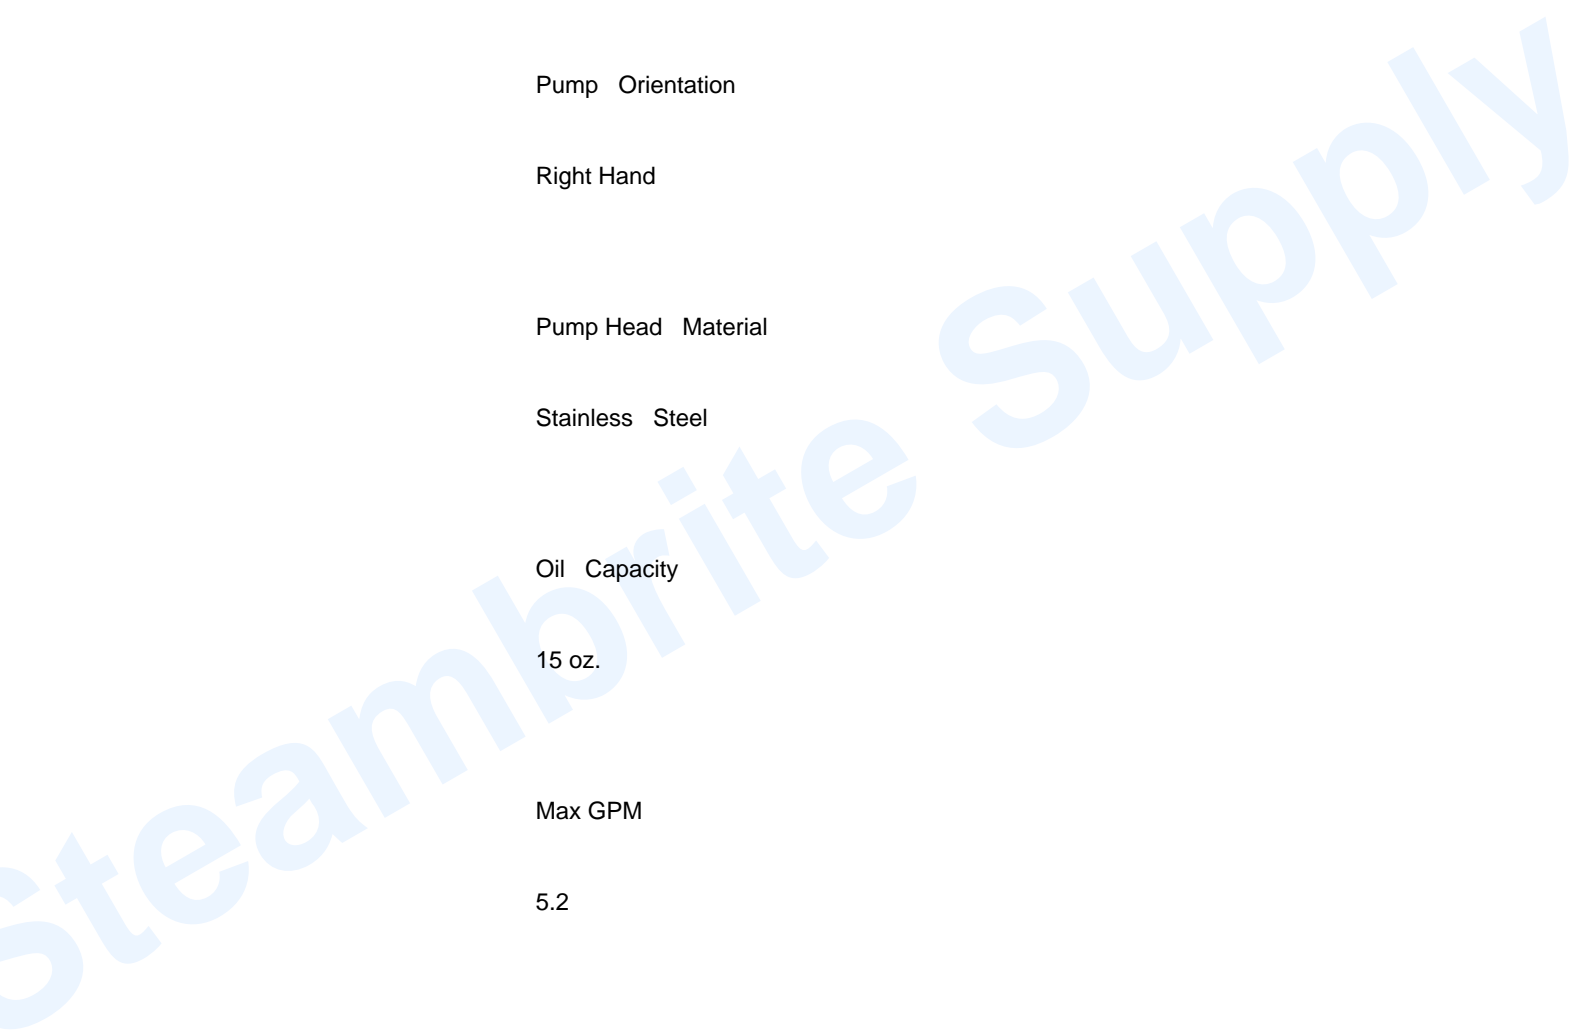 Pump Orientation
Right Hand
Pump Head Material
Stainless Steel
Oil Capacity
15 oz.
Max GPM
5.2
Steambrite Supply